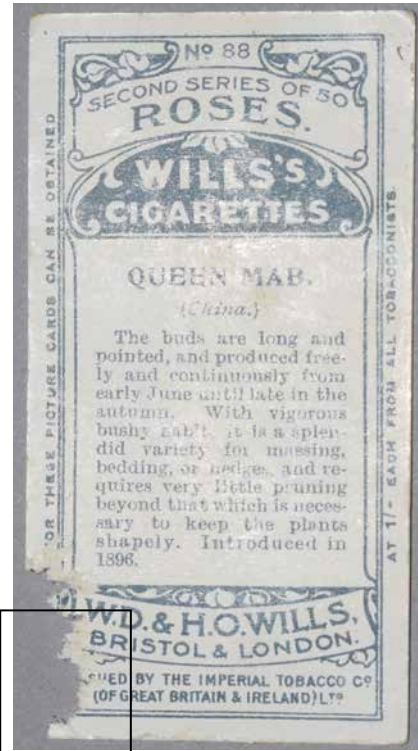 Nº 88
SECOND SERIES OF 50
ROSES.
WILLS'S
CIGARETTES
QUEEN MAB.
(China.)
The buds are long and
pointed, and produced free-
ly and continuously from
early June until late in the
autumn. With vigorous
bushy habit, it is a splen-
did variety for massing,
bedding, or hedges, and re-
quires very little pruning
beyond that which is neces-
sary to keep the plants
shapely. Introduced in
1896.
W.D. & H.O. WILLS,
BRISTOL & LONDON.
SUED BY THE IMPERIAL TOBACCO Cº
(OF GREAT BRITAIN & IRELAND) LTD
OR THESE PICTURE CARDS CAN BE OBTAINED
AT 1/- EACH FROM ALL TOBACCONISTS.